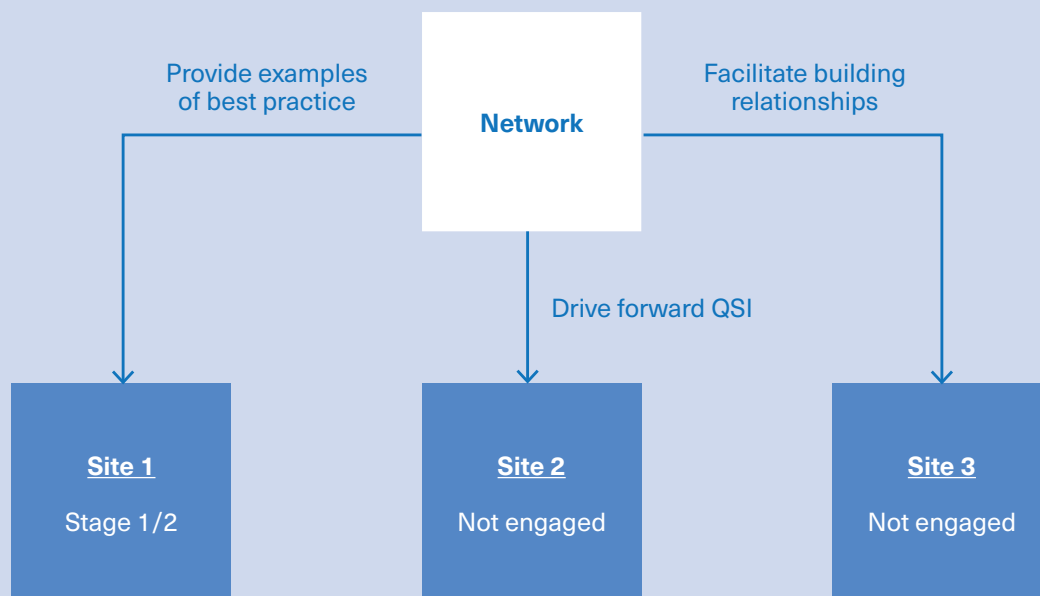 Provide examples
of best practice
Facilitate building
relationships
Network
Drive forward QSI
Site 1
Stage 1/2
Site 2
Not engaged
Site 3
Not engaged